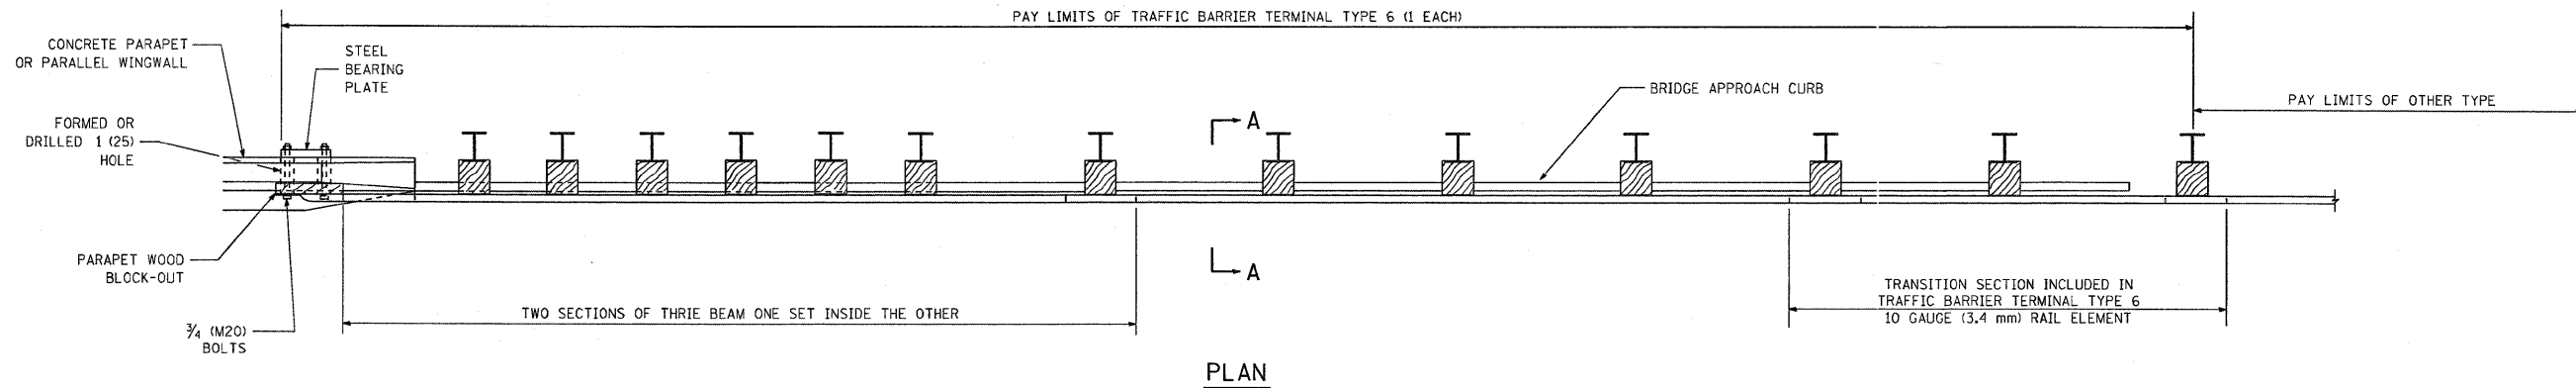 PAY LIMITS OF TRAFFIC BARRIER TERMINAL TYPE 6 (1 EACH)
CONCRETE PARAPET
OR PARALLEL WINGWALL
STEEL
BEARING
PLATE
BRIDGE APPROACH CURB
PAY LIMITS OF OTHER TYPE
FORMED OR
DRILLED 1 (25)
HOLE
A
A
PARAPET WOOD
BLOCK-OUT
TWO SECTIONS OF THRIE BEAM ONE SET INSIDE THE OTHER
TRANSITION SECTION INCLUDED IN
TRAFFIC BARRIER TERMINAL TYPE 6
10 GAUGE (3.4 mm) RAIL ELEMENT
¾ (M20)
BOLTS
PLAN